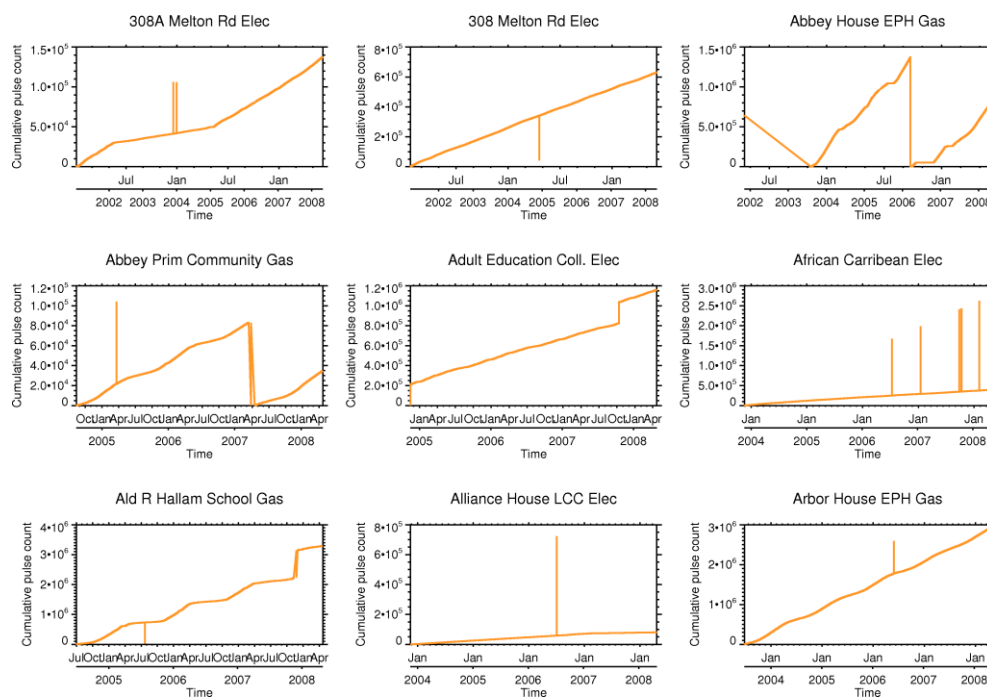 308A Melton Rd Elec
308 Melton Rd Elec
Abbey House EPH Gas
Cumulative pulse count
1.5•10⁵
1.0•10⁵
5.0•10⁴
0
Jul Jan Jul Jan
2002 2003 2004 2005 2006 2007 2008
Time
Cumulative pulse count
8•10⁵
6•10⁵
4•10⁵
2•10⁵
0
Jul Jan Jul Jan
2002 2003 2004 2005 2006 2007 2008
Time
Cumulative pulse count
1.5•10⁶
1.0•10⁶
5.0•10⁵
0
Jul Jan Jul Jan
2002 2003 2004 2005 2006 2007 2008
Time
Abbey Prim Community Gas
Adult Education Coll. Elec
African Carribean Elec
Cumulative pulse count
1.2•10⁵
1.0•10⁵
8.0•10⁴
6.0•10⁴
4.0•10⁴
2.0•10⁴
0
OctJanAprJulOctJanAprJulOctJanAprJulOctJanApr
2005 2006 2007 2008
Time
Cumulative pulse count
1.2•10⁶
1.0•10⁶
8.0•10⁵
6.0•10⁵
4.0•10⁵
2.0•10⁵
0
JanAprJulOctJanAprJulOctJanAprJulOctJanApr
2005 2006 2007 2008
Time
Cumulative pulse count
3.0•10⁶
2.5•10⁶
2.0•10⁶
1.5•10⁶
1.0•10⁶
5.0•10⁵
0
Jan Jan Jan Jan
2004 2005 2006 2007 2008
Time
Ald R Hallam School Gas
Alliance House LCC Elec
Arbor House EPH Gas
Cumulative pulse count
4•10⁶
3•10⁶
2•10⁶
1•10⁶
0
JulOctJanAprJulOctJanAprJulOctJanAprJulOctJanApr
2005 2006 2007 2008
Time
Cumulative pulse count
8•10⁵
6•10⁵
4•10⁵
2•10⁵
0
Jan Jan Jan Jan Jan
2004 2005 2006 2007 2008
Time
Cumulative pulse count
3•10⁶
2•10⁶
1•10⁶
0
Jan Jan Jan Jan Jan
2004 2005 2006 2007 2008
Time